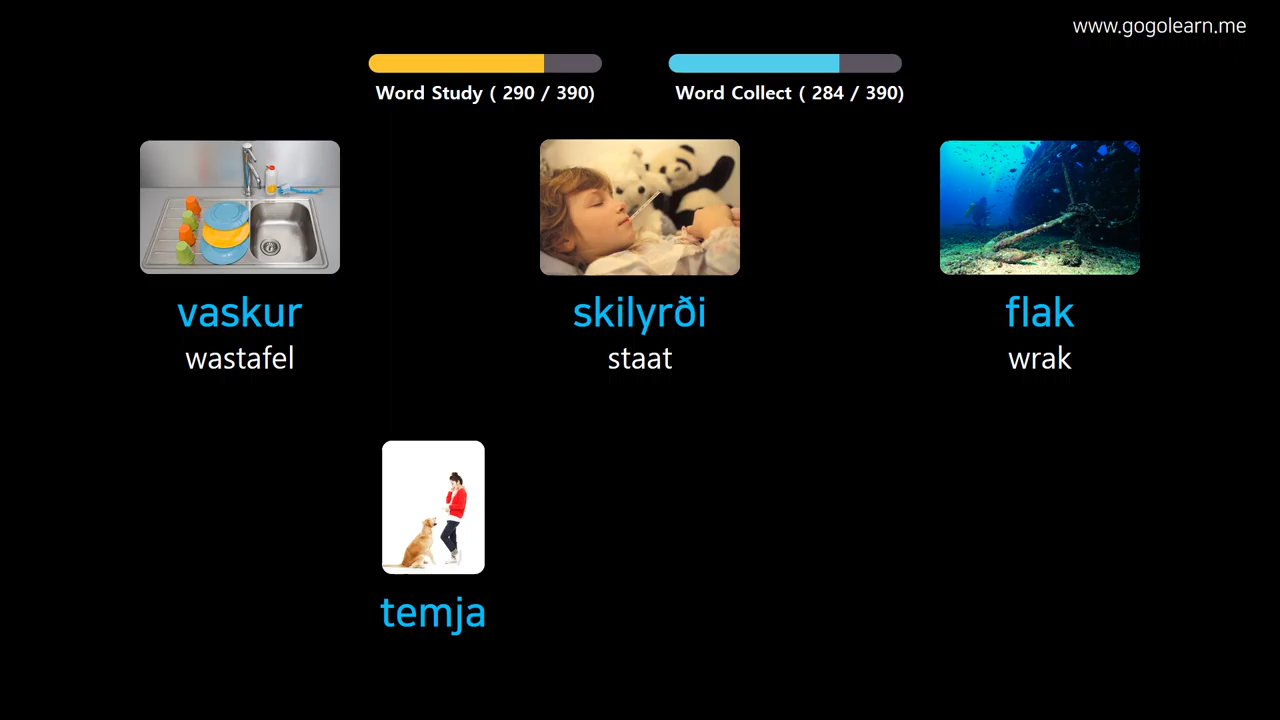 www.gogolearn.me
Word Study ( 290 / 390)
Word Collect ( 284 / 390)
vaskur
wastafel
skilyrði
staat
flak
wrak
temja